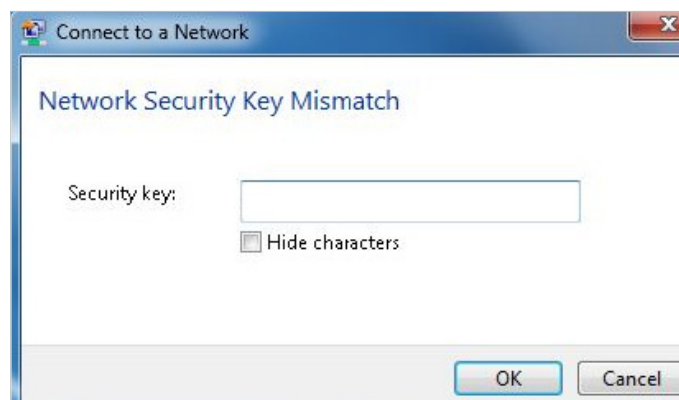 Connect to a Network
Network Security Key Mismatch
Security key:
Hide characters
OK Cancel